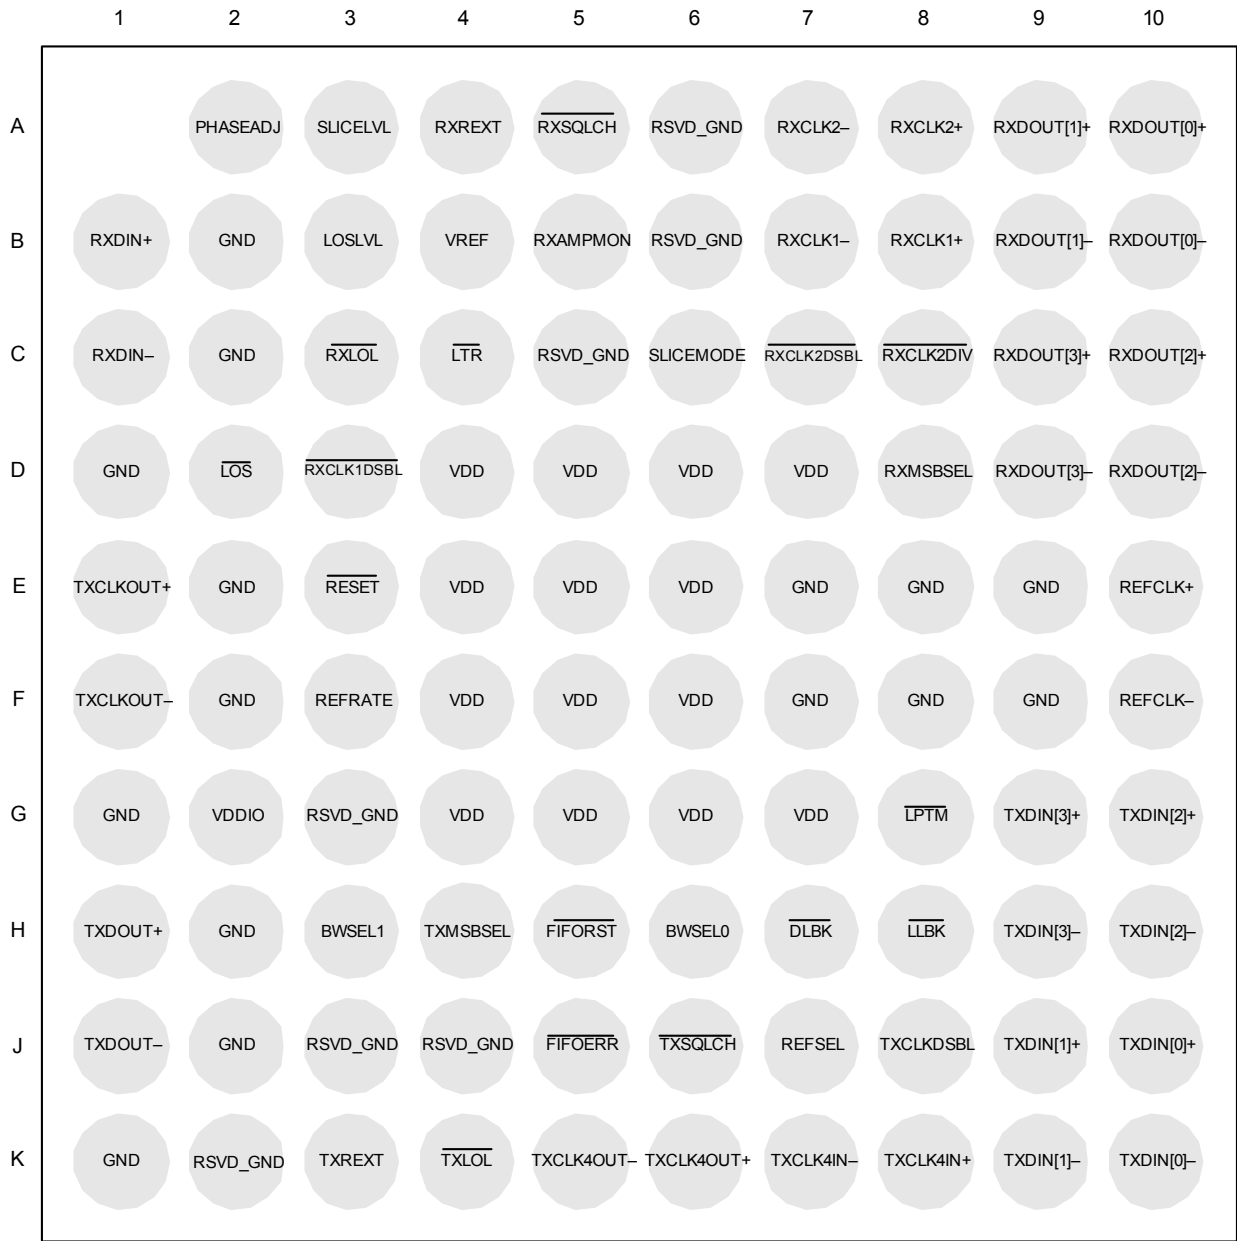 1 2 3 4 5 6 7 8 9 10
A PHASEADJ SLICELVL RXREXT RXSQLCH RSVD_GND RXCLK2– RXCLK2+ RXDOUT[1]+ RXDOUT[0]+
B RXDIN+ GND LOSLVL VREF RXAMPMON RSVD_GND RXCLK1– RXCLK1+ RXDOUT[1]– RXDOUT[0]–
C RXDIN– GND RXLOL LTR RSVD_GND SLICEMODE RXCLK2DSBL RXCLK2DIV RXDOUT[3]+ RXDOUT[2]+
D GND LOS RXCLK1DSBL VDD VDD VDD VDD RXMSBSEL RXDOUT[3]– RXDOUT[2]–
E TXCLKOUT+ GND RESET VDD VDD VDD GND GND GND REFCLK+
F TXCLKOUT– GND REFRATE VDD VDD VDD GND GND GND REFCLK–
G GND VDDIO RSVD_GND VDD VDD VDD VDD LPTM TXDIN[3]+ TXDIN[2]+
H TXDOUT+ GND BWSEL1 TXMSBSEL FIFORST BWSEL0 DLBK LLBK TXDIN[3]– TXDIN[2]–
J TXDOUT– GND RSVD_GND RSVD_GND FIFOERR TXSQLCH REFSEL TXCLKDSBL TXDIN[1]+ TXDIN[0]+
K GND RSVD_GND TXREXT TXLOL TXCLK4OUT– TXCLK4OUT+ TXCLK4IN– TXCLK4IN+ TXDIN[1]– TXDIN[0]–